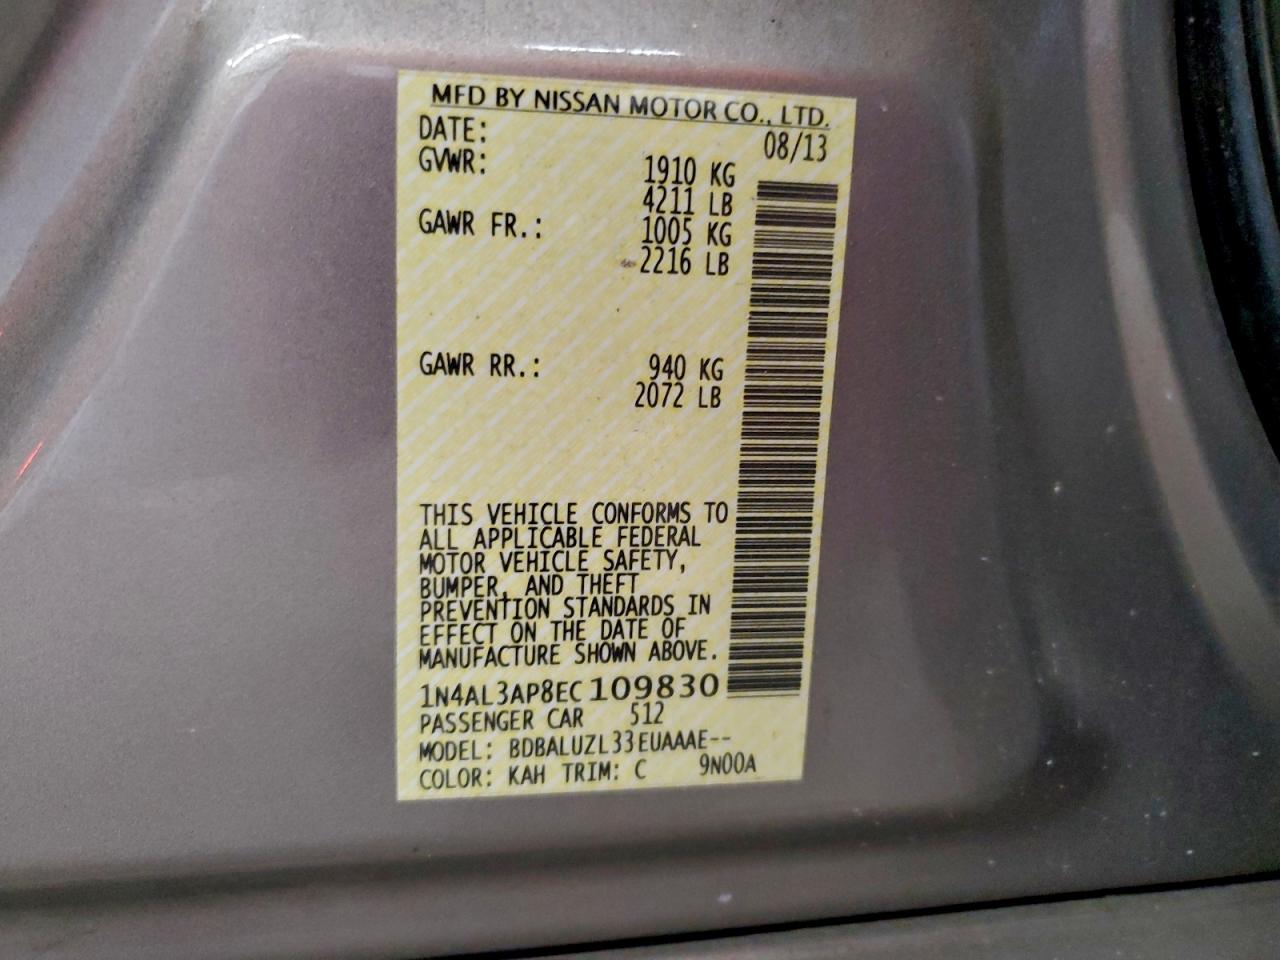 MFD BY NISSAN MOTOR CO., LTD.
DATE: 08/13
GVWR: 1910 KG
4211 LB
GAWR FR.: 1005 KG
2216 LB
GAWR RR.: 940 KG
2072 LB
THIS VEHICLE CONFORMS TO
ALL APPLICABLE FEDERAL
MOTOR VEHICLE SAFETY,
BUMPER, AND THEFT
PREVENTION STANDARDS IN
EFFECT ON THE DATE OF
MANUFACTURE SHOWN ABOVE.
1N4AL3AP8EC109830
PASSENGER CAR 512
MODEL: BDBALUZL33EUAAAE--
COLOR: KAH TRIM: C 9N00A